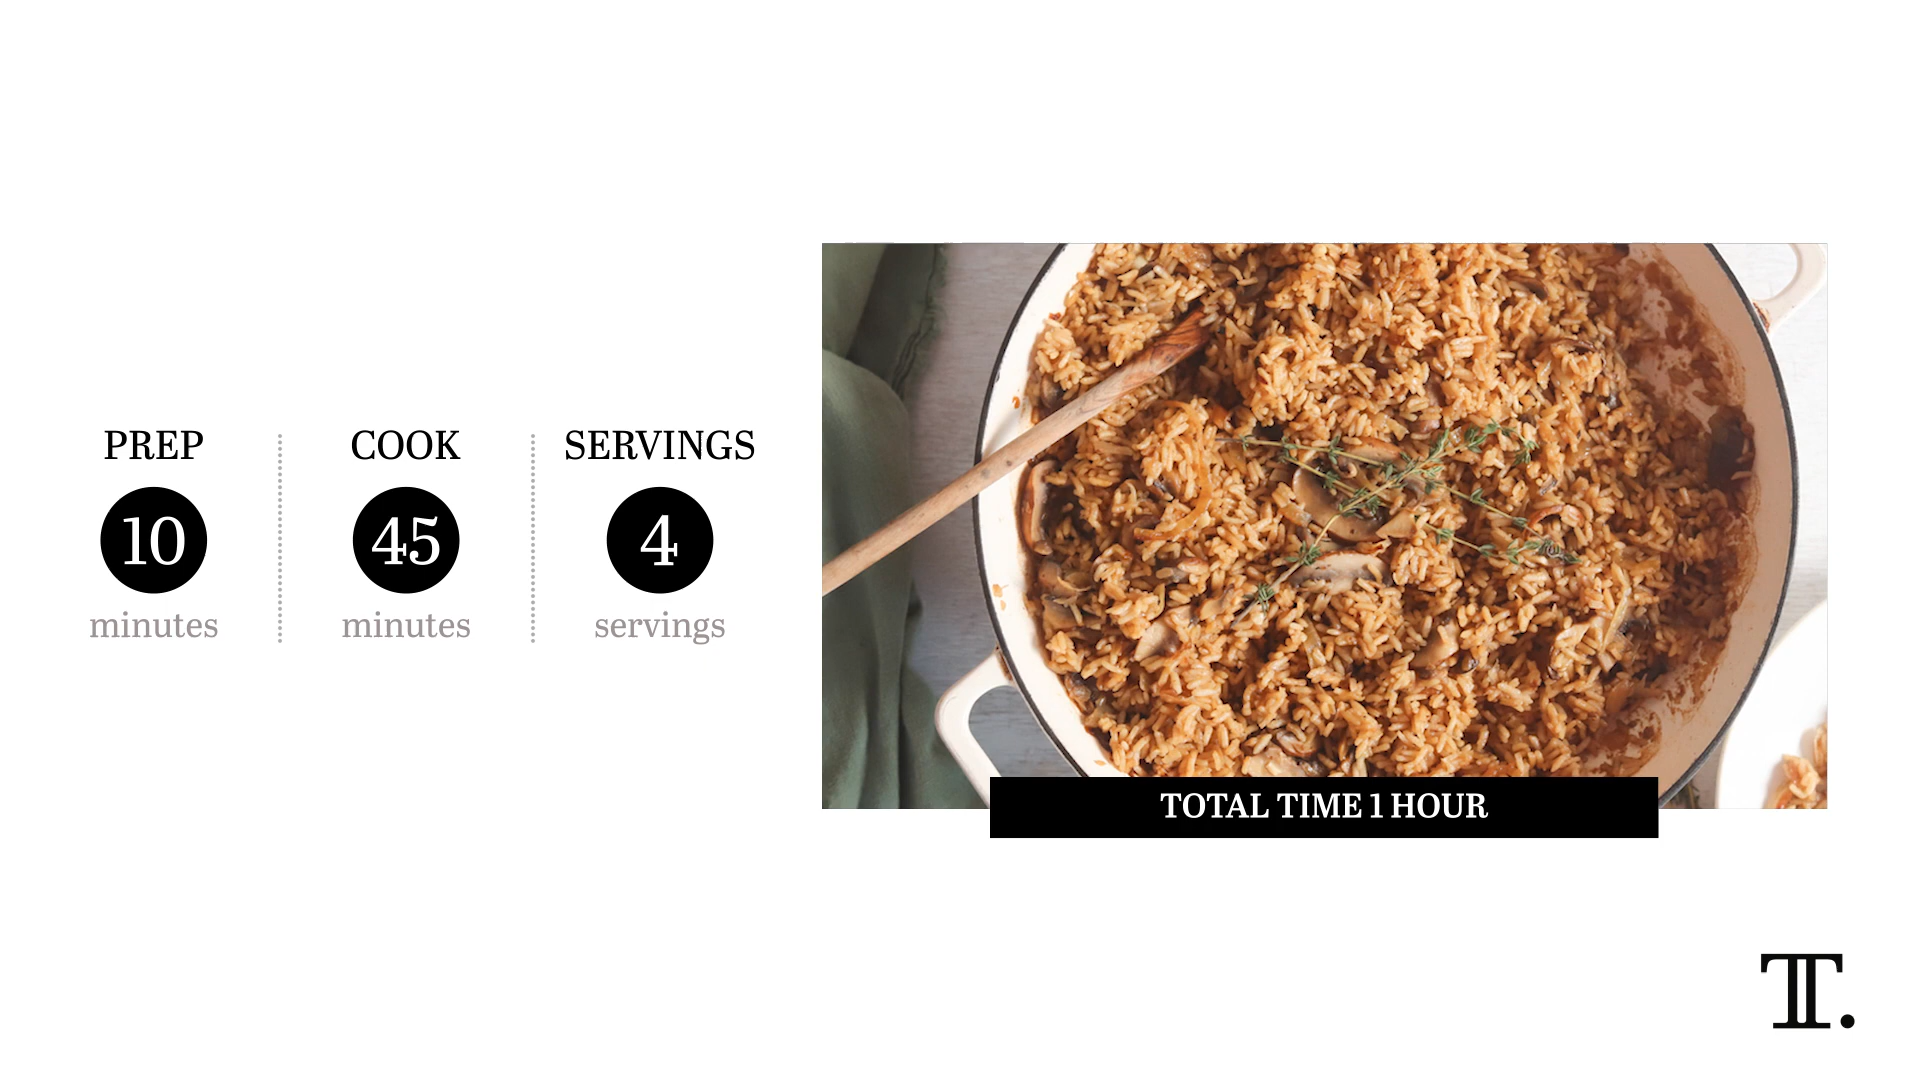 PREP
10
minutes
COOK
45
minutes
SERVINGS
4
servings
TOTAL TIME 1 HOUR
T.